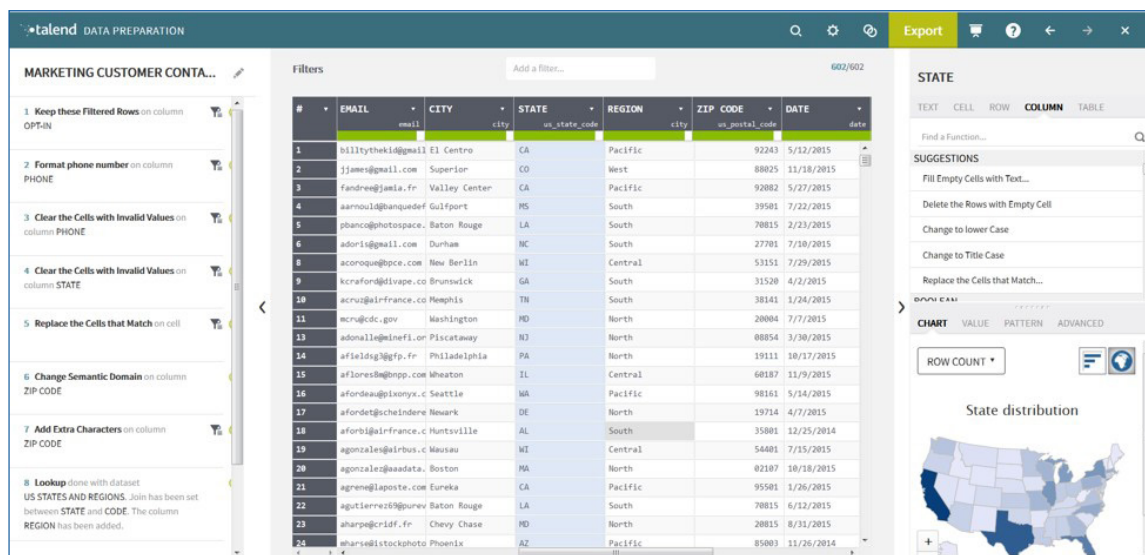 talend DATA PREPARATION
Export
MARKETING CUSTOMER CONTA...
1 Keep these Filtered Rows on column
OPT-IN
2 Format phone number on column
PHONE
3 Clear the Cells with Invalid Values on
column PHONE
4 Clear the Cells with Invalid Values on
column STATE
5 Replace the Cells that Match on cell
6 Change Semantic Domain on column
ZIP CODE
7 Add Extra Characters on column
ZIP CODE
8 Lookup done with dataset
US STATES AND REGIONS. Join has been set
between STATE and CODE. The column
REGION has been added.
Filters Add a filter... 602/602
# EMAIL CITY STATE REGION ZIP CODE DATE
email city us_state_code city us_postal_code date
1 billtythekid@gmail El Centro CA Pacific 92243 5/12/2015
2 jjames@gmail.com Superior CO West 88025 11/18/2015
3 fandree@jamia.fr Valley Center CA Pacific 92082 5/27/2015
4 aarnould@banquedef Gulfport MS South 39501 7/22/2015
5 pbanco@photospace. Baton Rouge LA South 70815 2/23/2015
6 adoris@gmail.com Durham NC South 27701 7/10/2015
8 acoroque@bpce.com New Berlin WI Central 53151 7/29/2015
9 kcraford@divape.co Brunswick GA South 31520 4/2/2015
10 acruz@airfrance.co Memphis TN South 38141 1/24/2015
11 mcru@cdc.gov Washington MD North 20004 7/7/2015
13 adonalle@minefi.or Piscataway NJ North 08854 3/30/2015
14 afieldsg3@gfp.fr Philadelphia PA North 19111 10/17/2015
15 aflores8m@bnpp.com Wheaton IL Central 60187 11/9/2015
16 afordeau@pixonyx.c Seattle WA Pacific 98161 5/14/2015
17 afordet@scheindere Newark DE North 19714 4/7/2015
18 aforbi@airfrance.c Huntsville AL South 35801 12/25/2014
19 agonzales@airbus.c Wausau WI Central 54401 7/15/2015
20 agonzalez@aaadata. Boston MA North 02107 10/18/2015
21 agrene@laposte.com Eureka CA Pacific 95501 1/26/2015
22 agutierrez69@purev Baton Rouge LA South 70815 6/12/2015
23 aharpe@cridf.fr Chevy Chase MD North 20815 8/31/2015
24 mharse@istockphoto Phoenix AZ Pacific 85003 11/26/2014
STATE
TEXT CELL ROW COLUMN TABLE
Find a Function...
SUGGESTIONS
Fill Empty Cells with Text...
Delete the Rows with Empty Cell
Change to lower Case
Change to Title Case
Replace the Cells that Match...
BOOLEAN
CHART VALUE PATTERN ADVANCED
ROW COUNT
State distribution
+